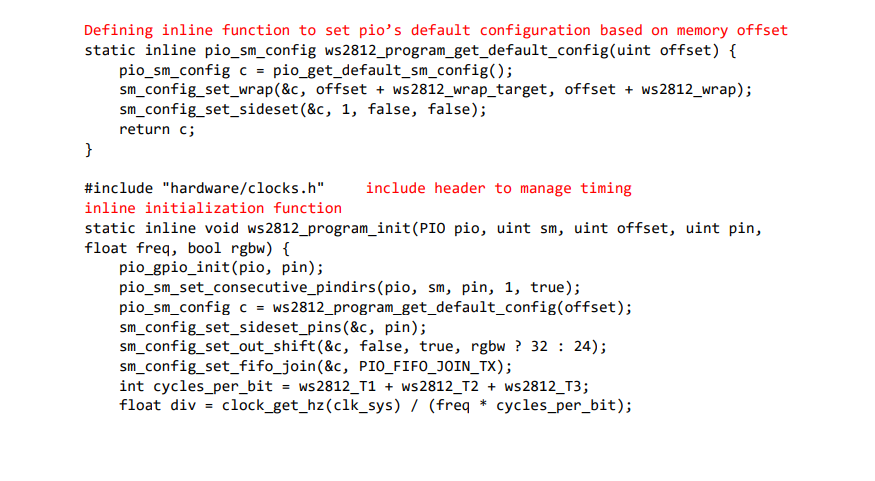 Defining inline function to set pio’s default configuration based on memory offset
static inline pio_sm_config ws2812_program_get_default_config(uint offset) {
    pio_sm_config c = pio_get_default_sm_config();
    sm_config_set_wrap(&c, offset + ws2812_wrap_target, offset + ws2812_wrap);
    sm_config_set_sideset(&c, 1, false, false);
    return c;
}
#include "hardware/clocks.h"     include header to manage timing
inline initialization function
static inline void ws2812_program_init(PIO pio, uint sm, uint offset, uint pin,
float freq, bool rgbw) {
    pio_gpio_init(pio, pin);
    pio_sm_set_consecutive_pindirs(pio, sm, pin, 1, true);
    pio_sm_config c = ws2812_program_get_default_config(offset);
    sm_config_set_sideset_pins(&c, pin);
    sm_config_set_out_shift(&c, false, true, rgbw ? 32 : 24);
    sm_config_set_fifo_join(&c, PIO_FIFO_JOIN_TX);
    int cycles_per_bit = ws2812_T1 + ws2812_T2 + ws2812_T3;
    float div = clock_get_hz(clk_sys) / (freq * cycles_per_bit);